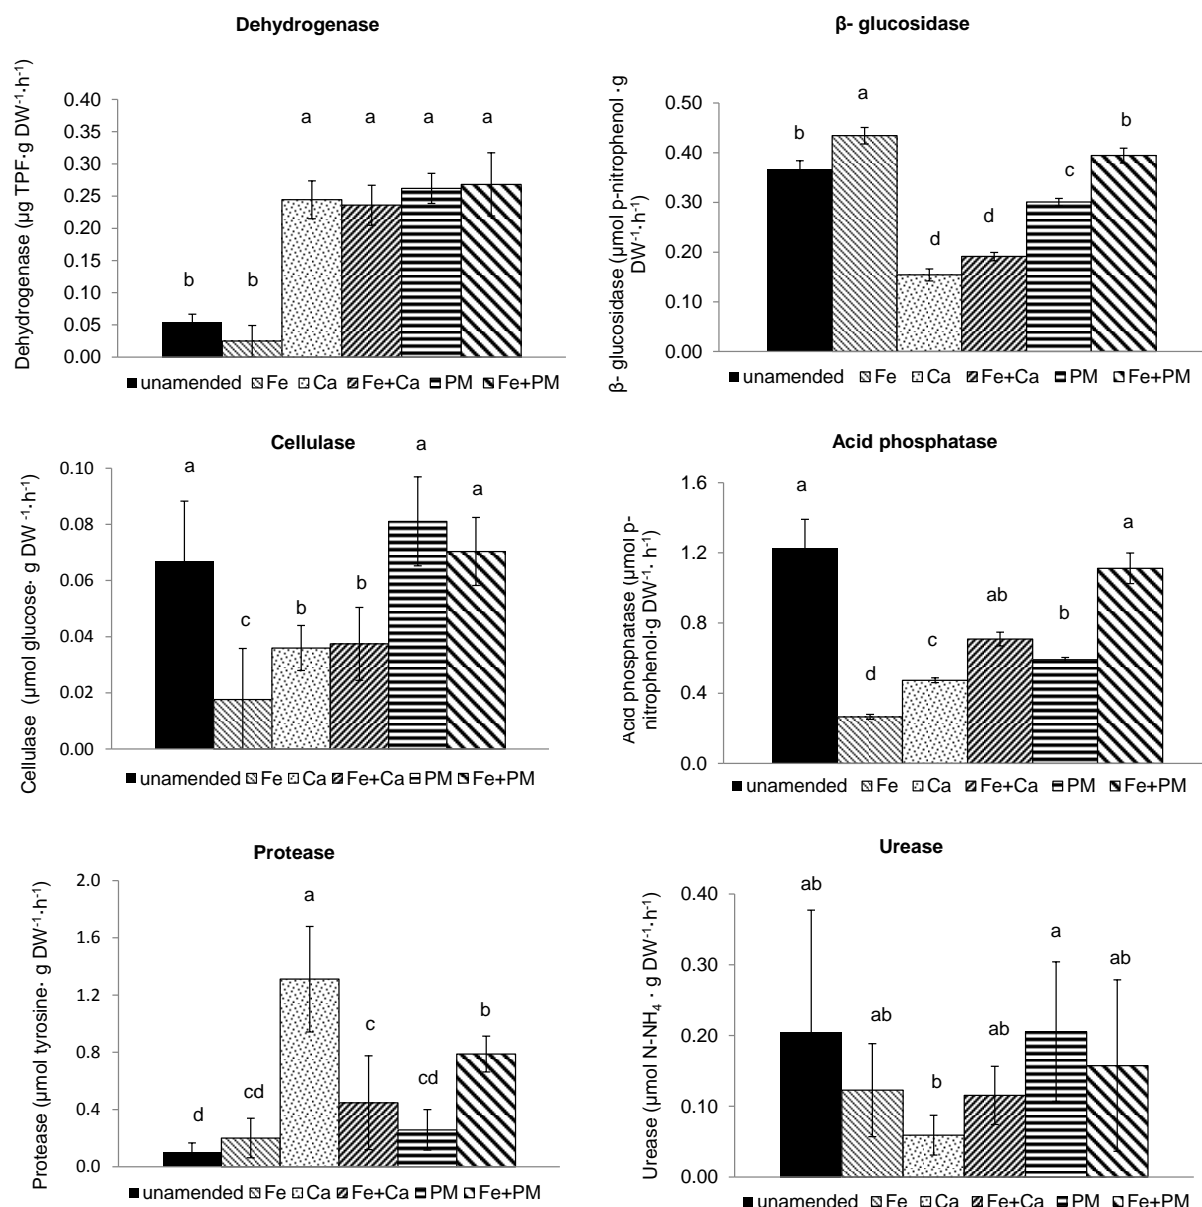 Dehydrogenase
Dehydrogenase (µg TPF·g DW⁻¹·h⁻¹)
0.40
0.35
0.30
0.25
0.20
0.15
0.10
0.05
0.00
b
b
a
a
a
a
unamended Fe Ca Fe+Ca PM Fe+PM
β- glucosidase
β- glucosidase (µmol p-nitrophenol ·g
DW⁻¹·h⁻¹)
0.50
0.40
0.30
0.20
0.10
0.00
b
a
d
d
c
b
unamended Fe Ca Fe+Ca PM Fe+PM
Cellulase
Cellulase (µmol glucose· g DW⁻¹·h⁻¹)
0.10
0.08
0.06
0.04
0.02
0.00
a
c
b
b
a
a
unamended Fe Ca Fe+Ca PM Fe+PM
Acid phosphatase
Acid phosphatase (µmol p-
nitrophenol·g DW⁻¹· h⁻¹)
1.6
1.2
0.8
0.4
0.0
a
d
c
ab
b
a
unamended Fe Ca Fe+Ca PM Fe+PM
Protease
Protease (µmol tyrosine· g DW⁻¹·h⁻¹)
2.0
1.6
1.2
0.8
0.4
0.0
d
cd
a
c
cd
b
unamended Fe Ca Fe+Ca PM Fe+PM
Urease
Urease (µmol N-NH₄ · g DW⁻¹·h⁻¹)
0.40
0.30
0.20
0.10
0.00
ab
ab
b
ab
a
ab
unamended Fe Ca Fe+Ca PM Fe+PM